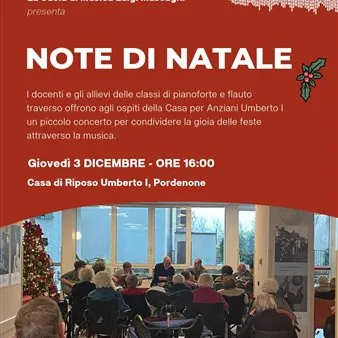 presenta
NOTE DI NATALE
I docenti e gli allievi delle classi di pianoforte e flauto
traverso offrono agli ospiti della Casa per Anziani Umberto I
un piccolo concerto per condividere la gioia delle feste
attraverso la musica.
Giovedì 3 DICEMBRE - ORE 16:00
Casa di Riposo Umberto I, Pordenone